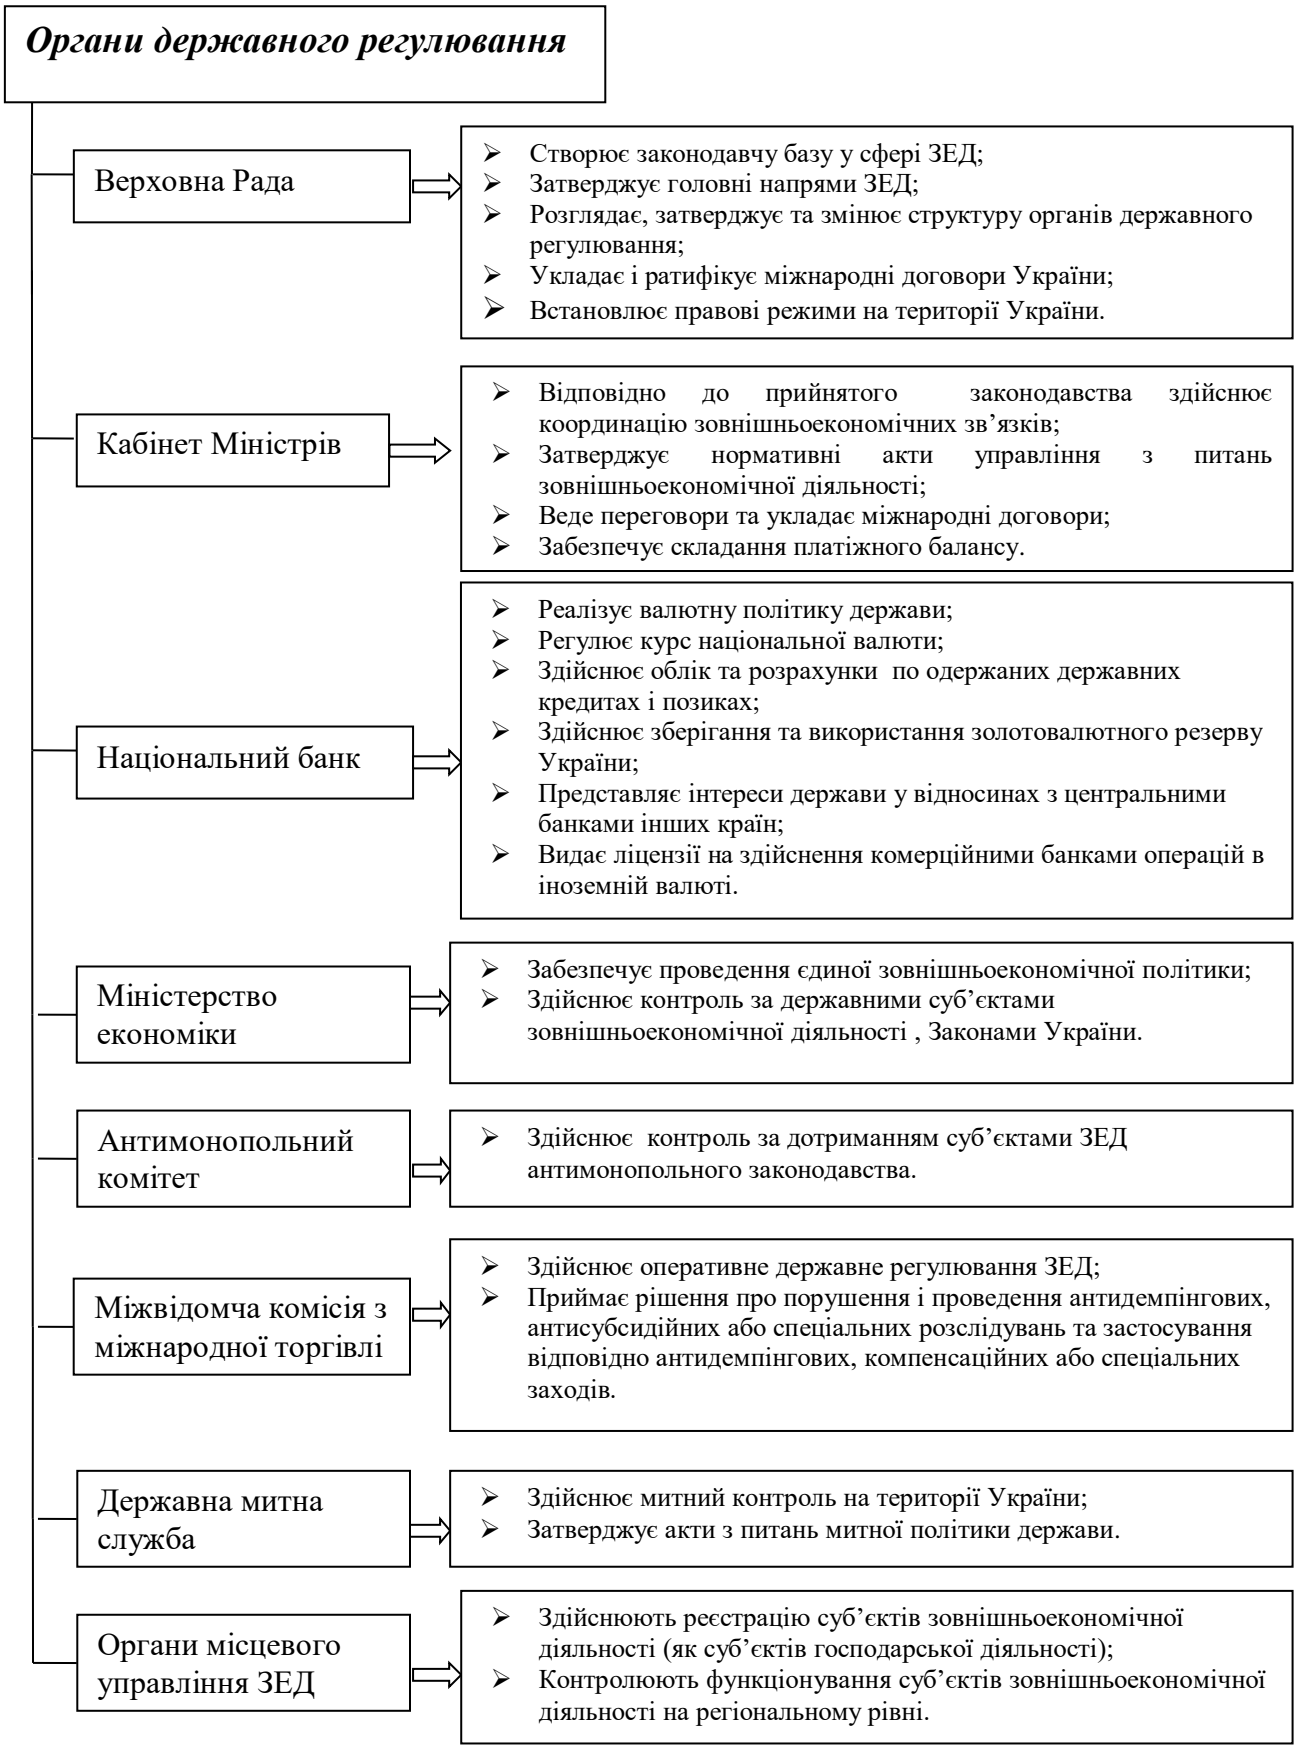 Органи державного регулювання
Верховна Рада
➢ Створює законодавчу базу у сфері ЗЕД;
➢ Затверджує головні напрями ЗЕД;
➢ Розглядає, затверджує та змінює структуру органів державного
регулювання;
➢ Укладає і ратифікує міжнародні договори України;
➢ Встановлює правові режими на території України.
Кабінет Міністрів
➢ Відповідно до прийнятого законодавства здійснює
координацію зовнішньоекономічних зв’язків;
➢ Затверджує нормативні акти управління з питань
зовнішньоекономічної діяльності;
➢ Веде переговори та укладає міжнародні договори;
➢ Забезпечує складання платіжного балансу.
Національний банк
➢ Реалізує валютну політику держави;
➢ Регулює курс національної валюти;
➢ Здійснює облік та розрахунки по одержаних державних
кредитах і позиках;
➢ Здійснює зберігання та використання золотовалютного резерву
України;
➢ Представляє інтереси держави у відносинах з центральними
банками інших країн;
➢ Видає ліцензії на здійснення комерційними банками операцій в
іноземній валюті.
Міністерство
економіки
➢ Забезпечує проведення єдиної зовнішньоекономічної політики;
➢ Здійснює контроль за державними суб’єктами
зовнішньоекономічної діяльності , Законами України.
Антимонопольний
комітет
➢ Здійснює контроль за дотриманням суб’єктами ЗЕД
антимонопольного законодавства.
Міжвідомча комісія з
міжнародної торгівлі
➢ Здійснює оперативне державне регулювання ЗЕД;
➢ Приймає рішення про порушення і проведення антидемпінгових,
антисубсидійних або спеціальних розслідувань та застосування
відповідно антидемпінгових, компенсаційних або спеціальних
заходів.
Державна митна
служба
➢ Здійснює митний контроль на території України;
➢ Затверджує акти з питань митної політики держави.
Органи місцевого
управління ЗЕД
➢ Здійснюють реєстрацію суб’єктів зовнішньоекономічної
діяльності (як суб’єктів господарської діяльності);
➢ Контролюють функціонування суб’єктів зовнішньоекономічної
діяльності на регіональному рівні.